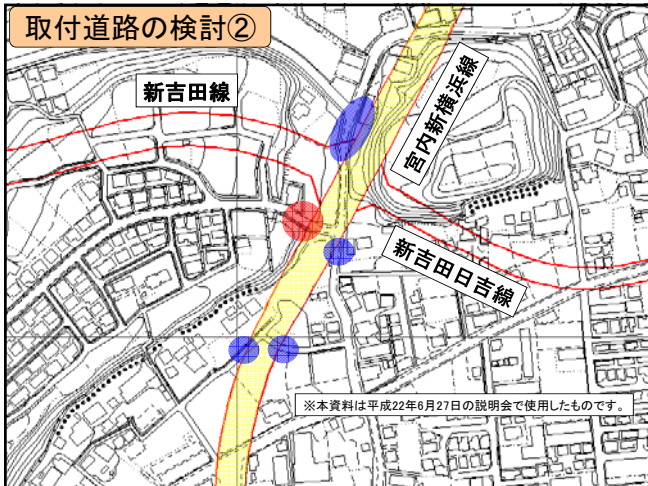 取付道路の検討②
新吉田線
宮内新横浜線
新吉田日吉線
※本資料は平成22年6月27日の説明会で使用したものです。